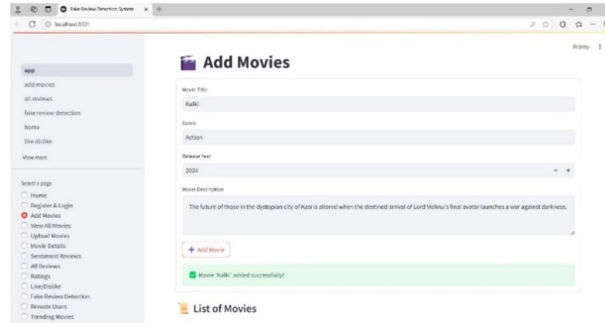 Fake Review Detection System
localhost:8501
Deploy
app
add movies
all reviews
fake review detection
home
like dislike
View more
Select a page
Home
Register & Login
Add Movies
View All Movies
Upload Movies
Movie Details
Sentiment Reviews
All Reviews
Ratings
Like/Dislike
Fake Review Detection
Remote Users
Trending Movies
Add Movies
Movie Title
Kalki
Genre
Action
Release Year
2024
Movie Description
The future of those in the dystopian city of Kasi is altered when the destined arrival of Lord Vishnu's final avatar launches a war against darkness.
Add Movie
Movie 'Kalki' added successfully!
List of Movies